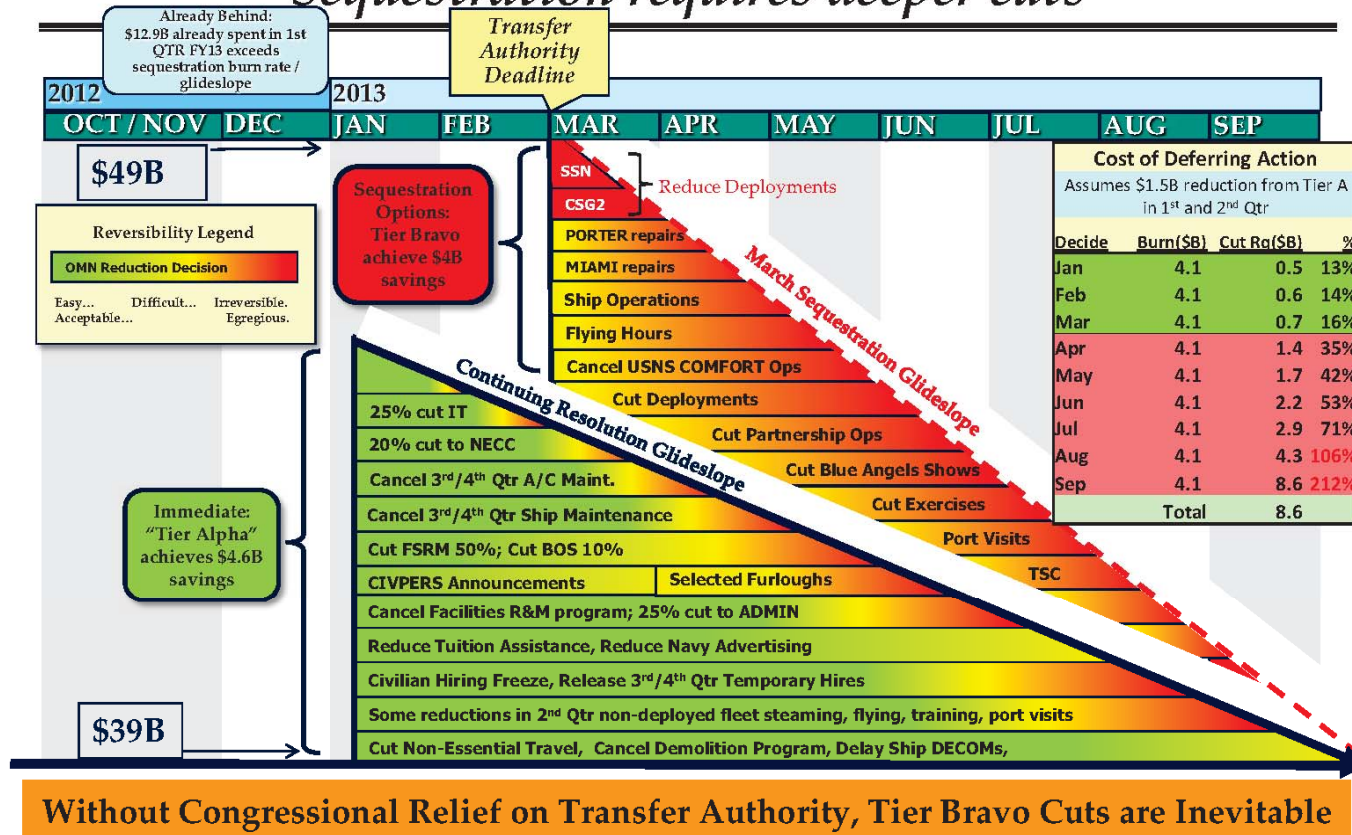 Sequestration requires deeper cuts
Already Behind:
$12.9B already spent in 1st
QTR FY13 exceeds
sequestration burn rate /
glideslope
Transfer
Authority
Deadline
2012
2013
OCT / NOV DEC JAN FEB MAR APR MAY JUN JUL AUG SEP
$49B
Reversibility Legend
OMN Reduction Decision
Easy... Difficult... Irreversible.
Acceptable... Egregious.
Sequestration
Options:
Tier Bravo
achieve $4B
savings
SSN
CSG2
Reduce Deployments
PORTER repairs
MIAMI repairs
Ship Operations
Flying Hours
Cancel USNS COMFORT Ops
Cut Deployments
Cut Partnership Ops
Cut Blue Angels Shows
Cut Exercises
Port Visits
TSC
March Sequestration Glideslope
Continuing Resolution Glideslope
Cost of Deferring Action
Assumes $1.5B reduction from Tier A
in 1st and 2nd Qtr
Decide Burn($B) Cut Rq($B) %
Jan 4.1 0.5 13%
Feb 4.1 0.6 14%
Mar 4.1 0.7 16%
Apr 4.1 1.4 35%
May 4.1 1.7 42%
Jun 4.1 2.2 53%
Jul 4.1 2.9 71%
Aug 4.1 4.3 106%
Sep 4.1 8.6 212%
Total 8.6
Immediate:
“Tier Alpha”
achieves $4.6B
savings
25% cut IT
20% cut to NECC
Cancel 3rd/4th Qtr A/C Maint.
Cancel 3rd/4th Qtr Ship Maintenance
Cut FSRM 50%; Cut BOS 10%
CIVPERS Announcements
Selected Furloughs
Cancel Facilities R&M program; 25% cut to ADMIN
Reduce Tuition Assistance, Reduce Navy Advertising
Civilian Hiring Freeze, Release 3rd/4th Qtr Temporary Hires
Some reductions in 2nd Qtr non-deployed fleet steaming, flying, training, port visits
Cut Non-Essential Travel, Cancel Demolition Program, Delay Ship DECOMs,
$39B
Without Congressional Relief on Transfer Authority, Tier Bravo Cuts are Inevitable